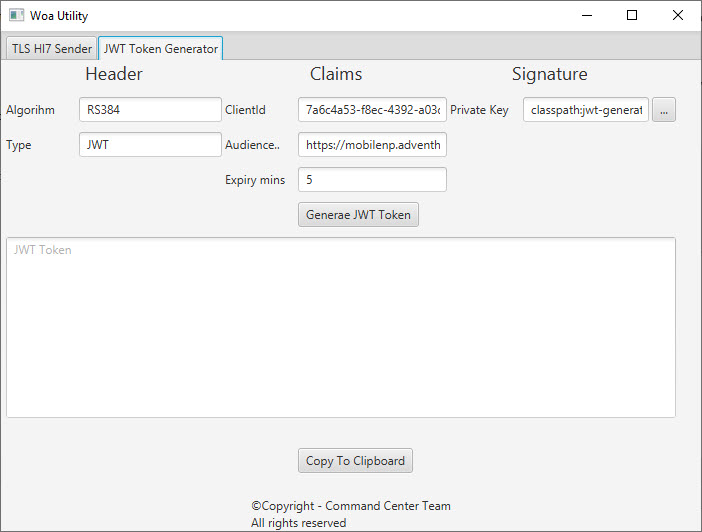 Woa Utility
TLS HI7 Sender JWT Token Generator
Header Claims Signature
Algorihm RS384 ClientId 7a6c4a53-f8ec-4392-a03c Private Key classpath:jwt-generat ...
Type JWT Audience.. https://mobilenp.adventh
Expiry mins 5
Generae JWT Token
JWT Token
Copy To Clipboard
©Copyright - Command Center Team
All rights reserved